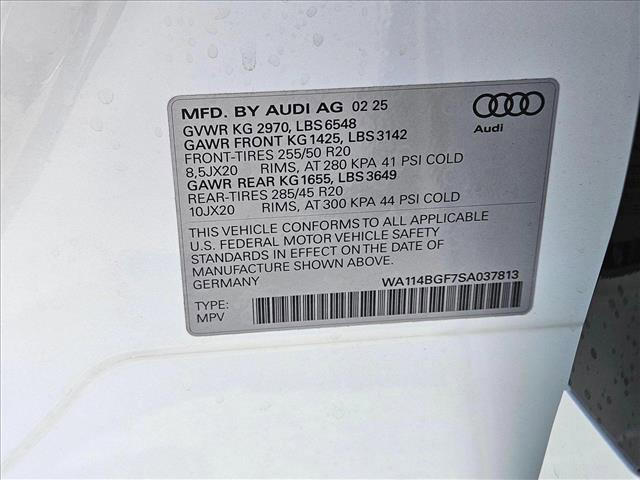 MFD. BY AUDI AG 02 25
GVWR KG 2970, LBS 6548
GAWR FRONT KG 1425, LBS 3142
FRONT-TIRES 255/50 R20
8,5JX20 RIMS, AT 280 KPA 41 PSI COLD
GAWR REAR KG 1655, LBS 3649
REAR-TIRES 285/45 R20
10JX20 RIMS, AT 300 KPA 44 PSI COLD
Audi
THIS VEHICLE CONFORMS TO ALL APPLICABLE
U.S. FEDERAL MOTOR VEHICLE SAFETY
STANDARDS IN EFFECT ON THE DATE OF
MANUFACTURE SHOWN ABOVE.
GERMANY
WA114BGF7SA037813
TYPE:
MPV